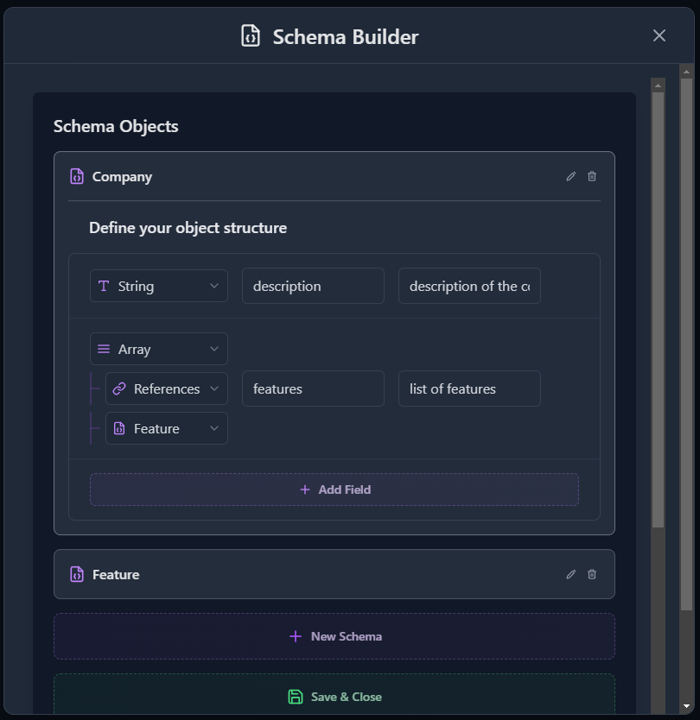 Schema Builder
Schema Objects
Company
Define your object structure
String description description of the co
Array
References features list of features
Feature
Add Field
Feature
New Schema
Save & Close